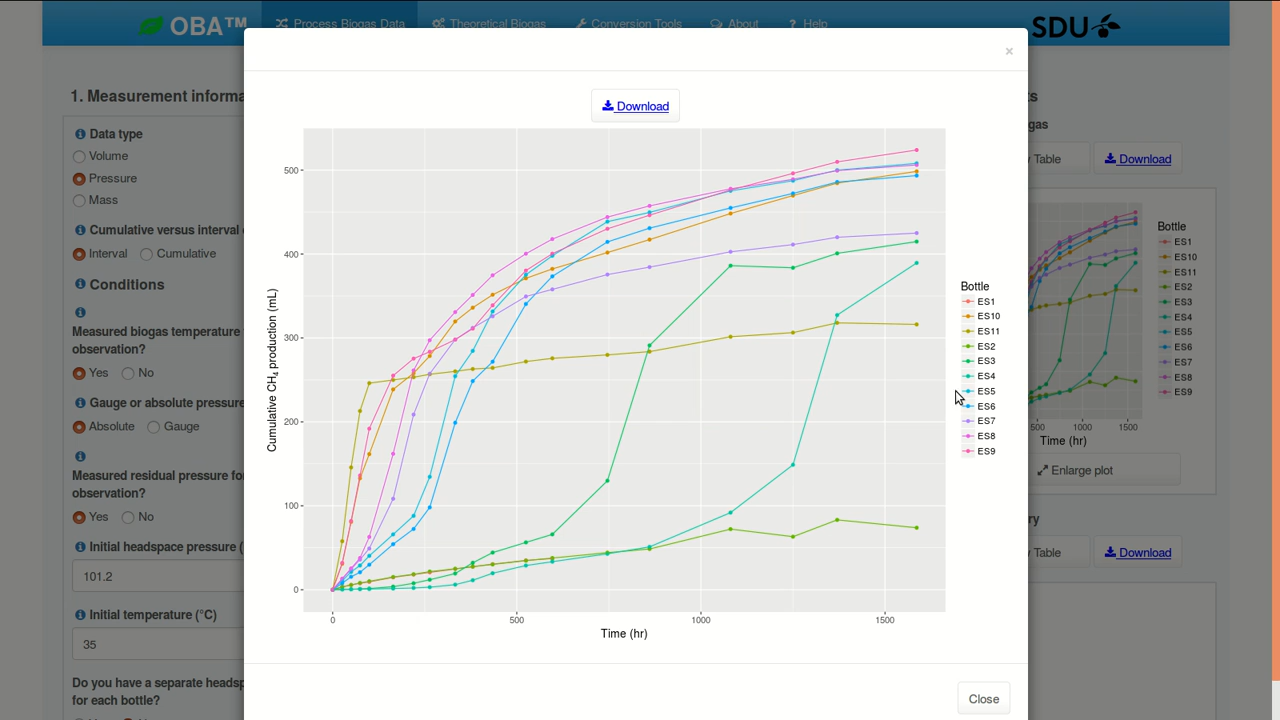 OBA™
Process Biogas Data
Theoretical Biogas
Conversion Tools
About
Help
SDU
×
1. Measurement informa
Data type
Volume
Pressure
Mass
Cumulative versus interval
Interval
Cumulative
Conditions
Measured biogas temperature
observation?
Yes
No
Gauge or absolute pressure
Absolute
Gauge
Measured residual pressure for
observation?
Yes
No
Initial headspace pressure (
101.2
Initial temperature (°C)
35
Do you have a separate headsp
for each bottle?
Download
Cumulative CH₄ production (mL)
500
400
300
200
100
0
0
500
1000
1500
Time (hr)
Bottle
ES1
ES10
ES11
ES2
ES3
ES4
ES5
ES6
ES7
ES8
ES9
Close
ts
gas
Table
Download
Bottle
ES1
ES10
ES11
ES2
ES3
ES4
ES5
ES6
ES7
ES8
ES9
500
1000
1500
Time (hr)
Enlarge plot
ry
Table
Download